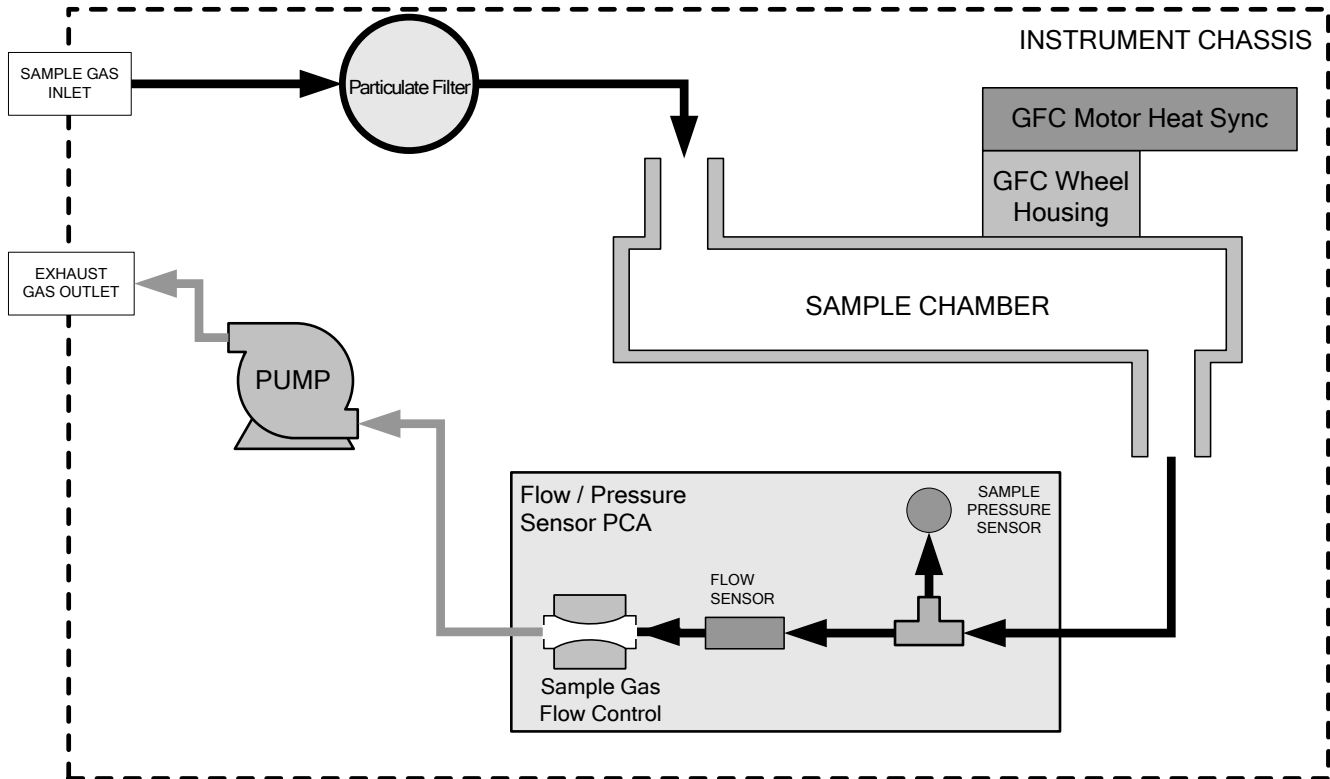 INSTRUMENT CHASSIS
SAMPLE GAS
INLET
Particulate Filter
GFC Motor Heat Sync
GFC Wheel
Housing
EXHAUST
GAS OUTLET
SAMPLE CHAMBER
PUMP
Flow / Pressure
Sensor PCA
SAMPLE
PRESSURE
SENSOR
FLOW
SENSOR
Sample Gas
Flow Control